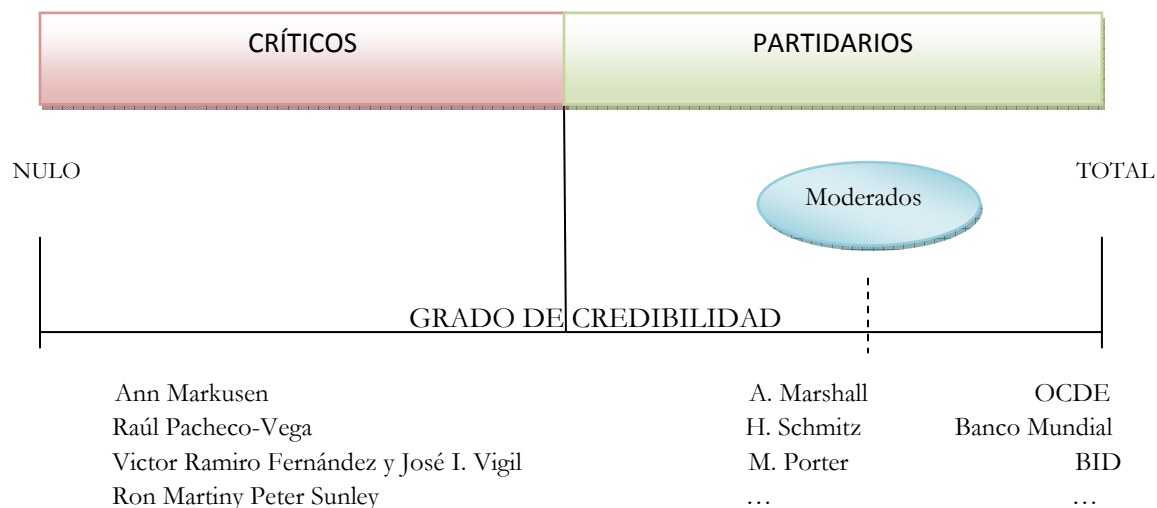 CRÍTICOS PARTIDARIOS
NULO TOTAL
Moderados
GRADO DE CREDIBILIDAD
Ann Markusen A. Marshall OCDE
Raúl Pacheco-Vega H. Schmitz Banco Mundial
Victor Ramiro Fernández y José I. Vigil M. Porter BID
Ron Martiny Peter Sunley … …